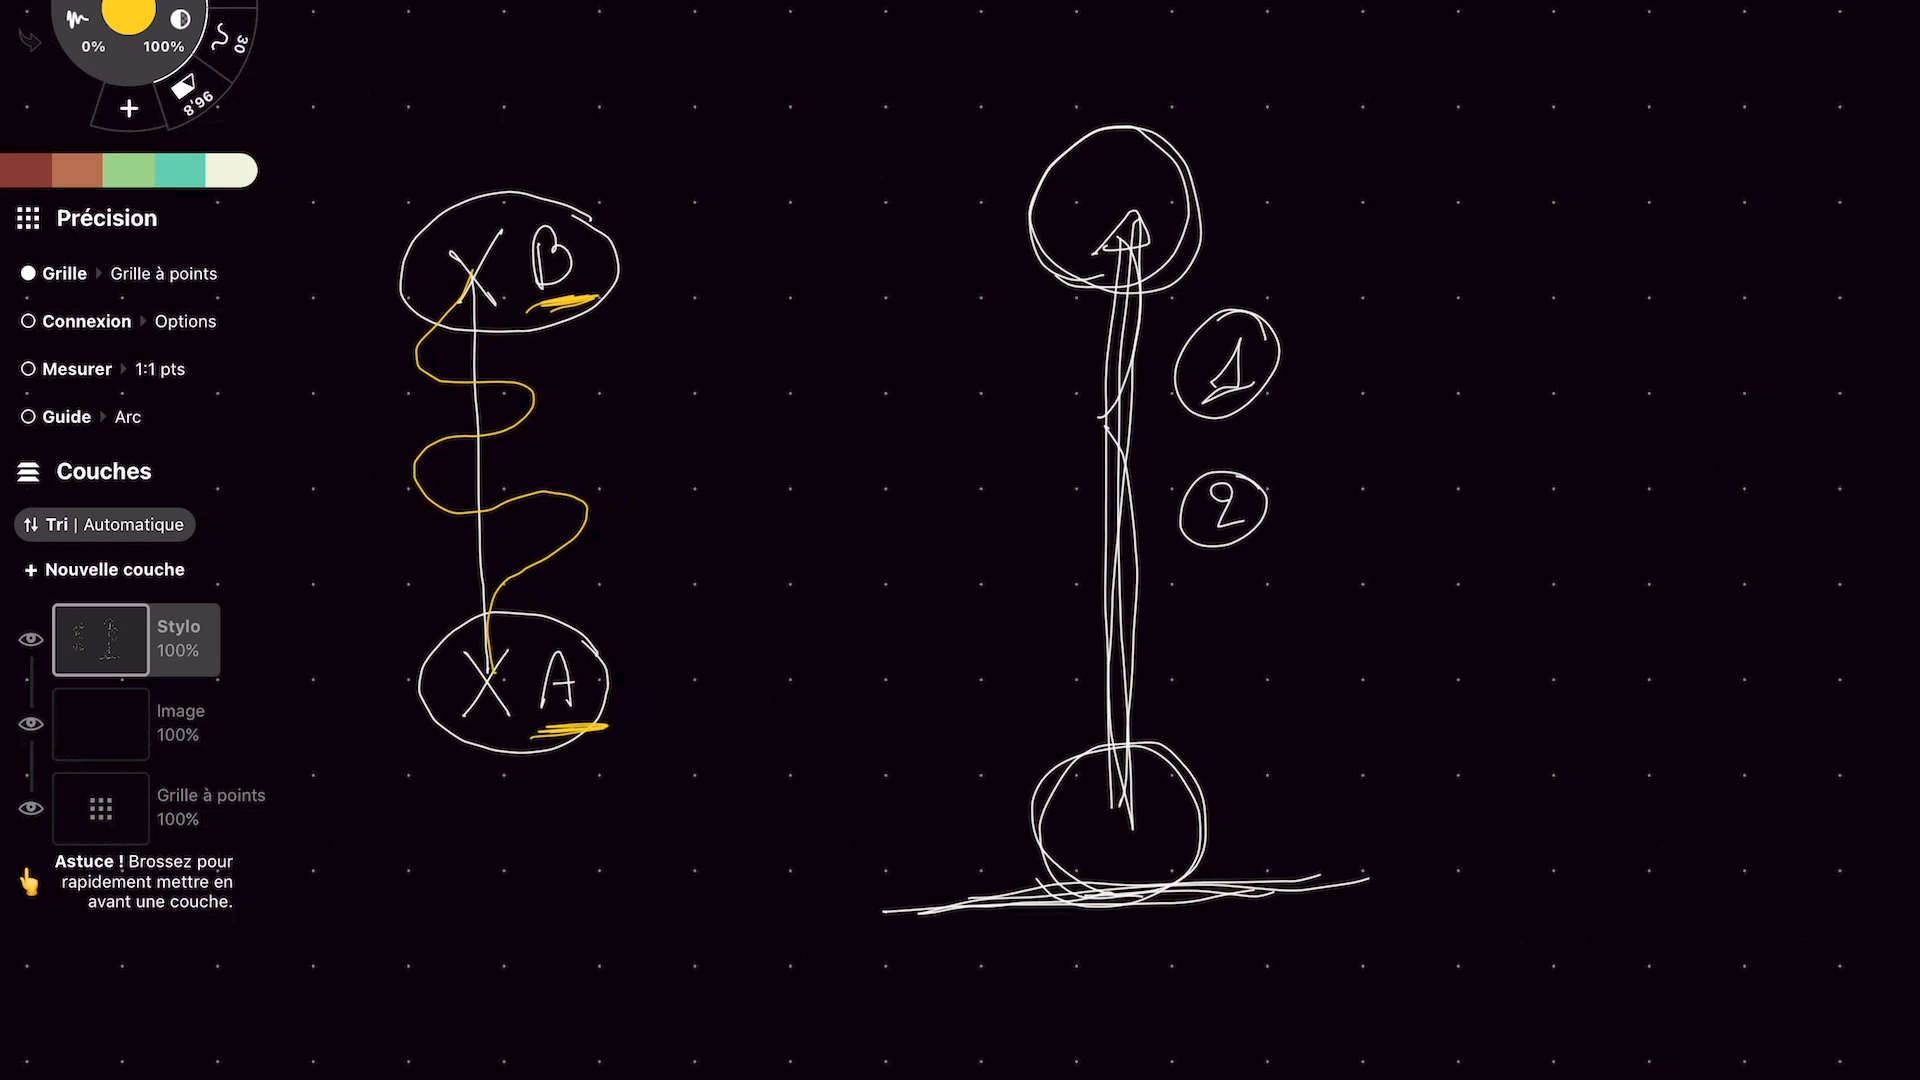 0% 100%
30
96,8
Précision
Grille Grille à points
Connexion Options
Mesurer 1:1 pts
Guide Arc
Couches
Tri | Automatique
+ Nouvelle couche
Stylo
100%
Image
100%
Grille à points
100%
Astuce ! Brossez pour
rapidement mettre en
avant une couche.
X B
X A
1
2